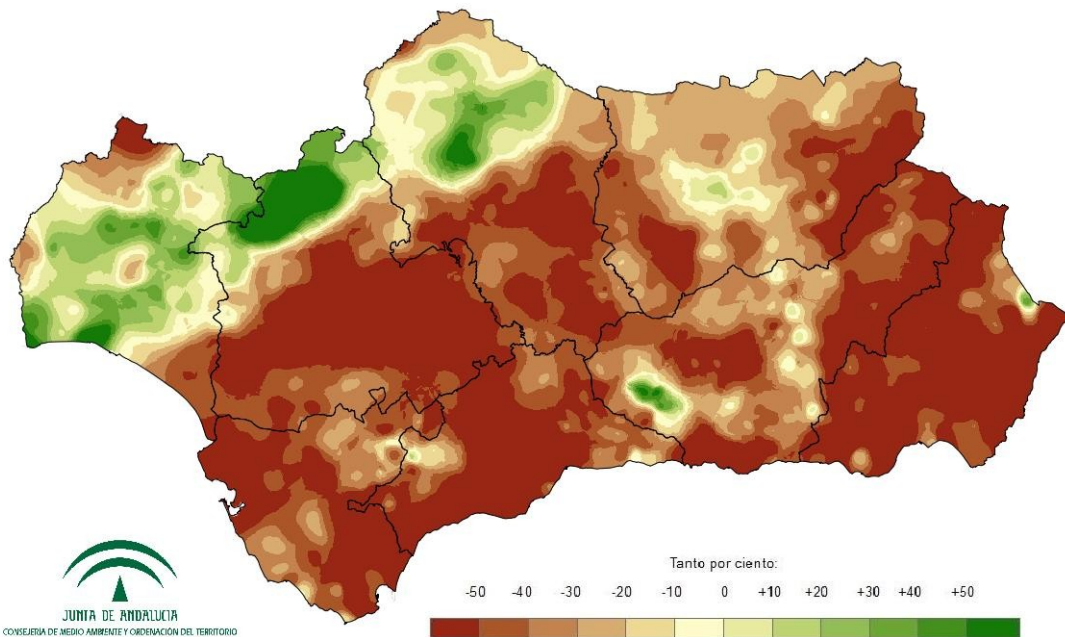 Tanto por ciento:
-50 -40 -30 -20 -10 0 +10 +20 +30 +40 +50
JUNTA DE ANDALUCIA
CONSEJERÍA DE MEDIO AMBIENTE Y ORDENACIÓN DEL TERRITORIO